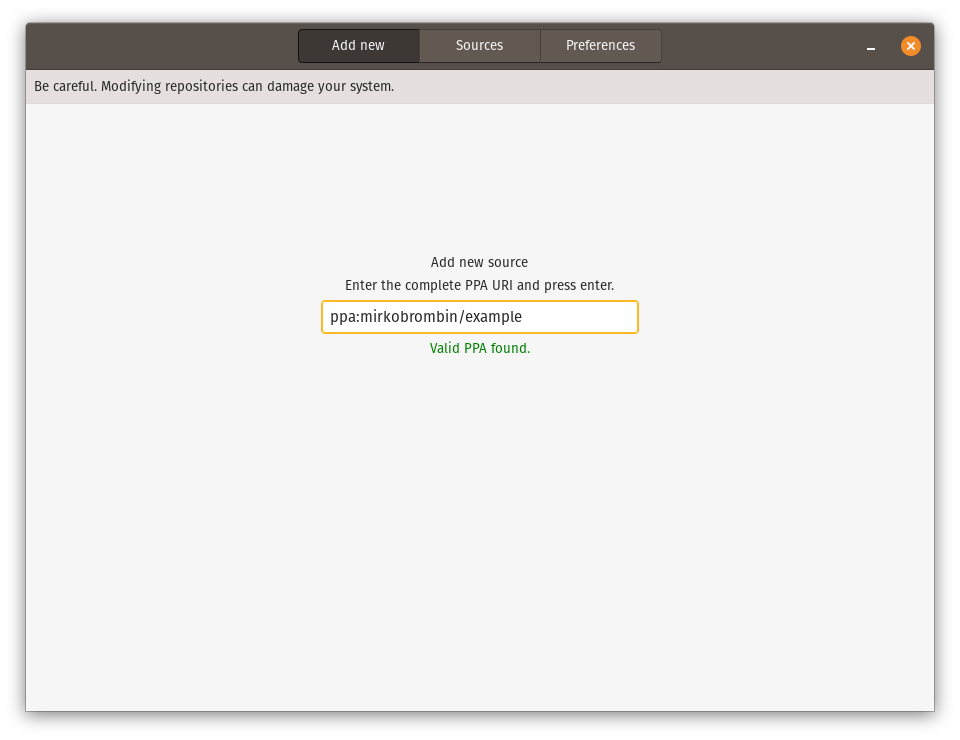 Add new Sources Preferences
Be careful. Modifying repositories can damage your system.
Add new source
Enter the complete PPA URI and press enter.
ppa:mirkobrombin/example
Valid PPA found.